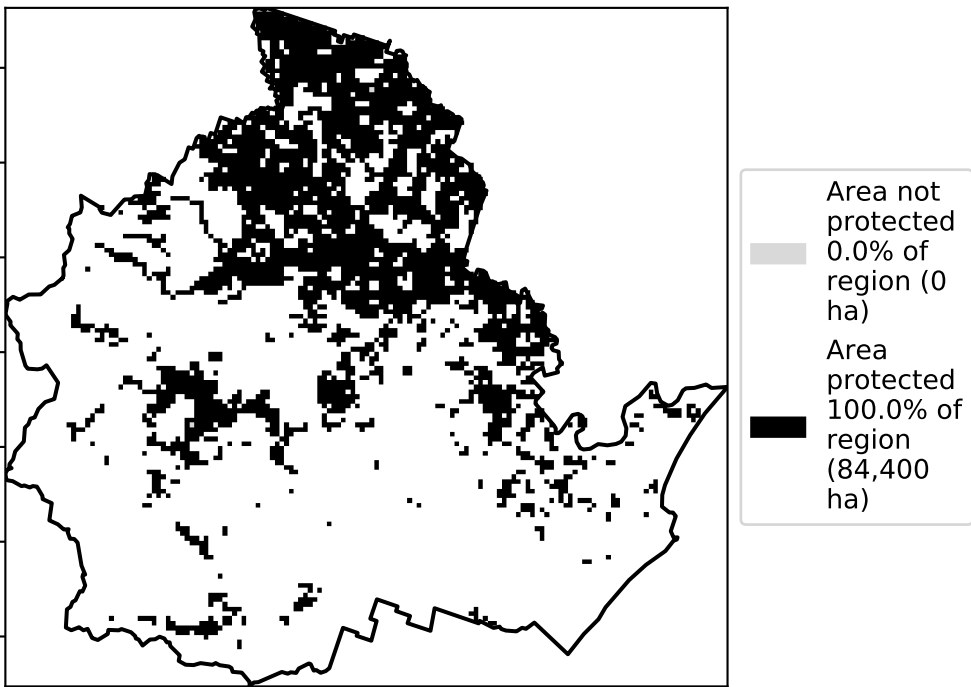 Area not
protected
0.0% of
region (0
ha)
Area
protected
100.0% of
region
(84,400
ha)